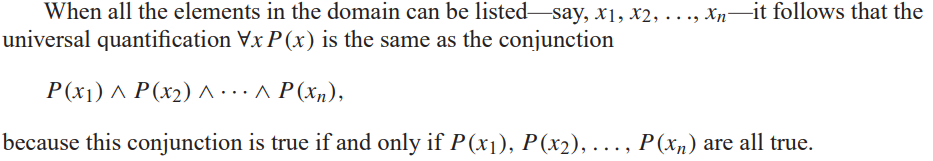 When all the elements in the domain can be listed—say, x₁, x₂, . . ., xₙ—it follows that the
universal quantification ∀x P(x) is the same as the conjunction
P(x₁) ∧ P(x₂) ∧ · · · ∧ P(xₙ),
because this conjunction is true if and only if P(x₁), P(x₂), . . . , P(xₙ) are all true.